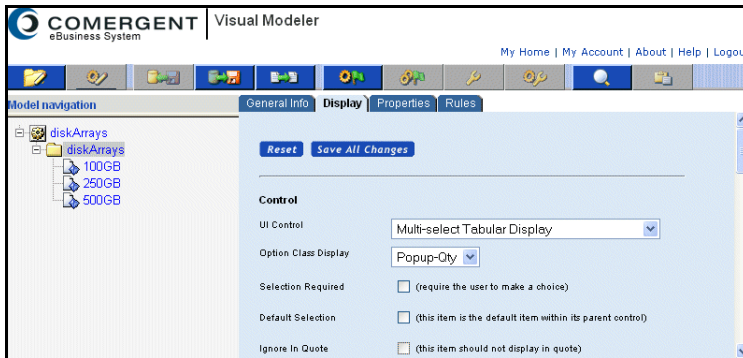 COMERGENT
eBusiness System
Visual Modeler
My Home | My Account | About | Help |
Model navigation
General Info Display Properties Rules
diskArrays
diskArrays
100GB
250GB
500GB
Reset Save All Changes
Control
UI Control Multi-select Tabular Display
Option Class Display Popup-Qty
Selection Required (require the user to make a choice)
Default Selection (this item is the default item within its parent control)
Ignore In Quote (this item should not display in quote)